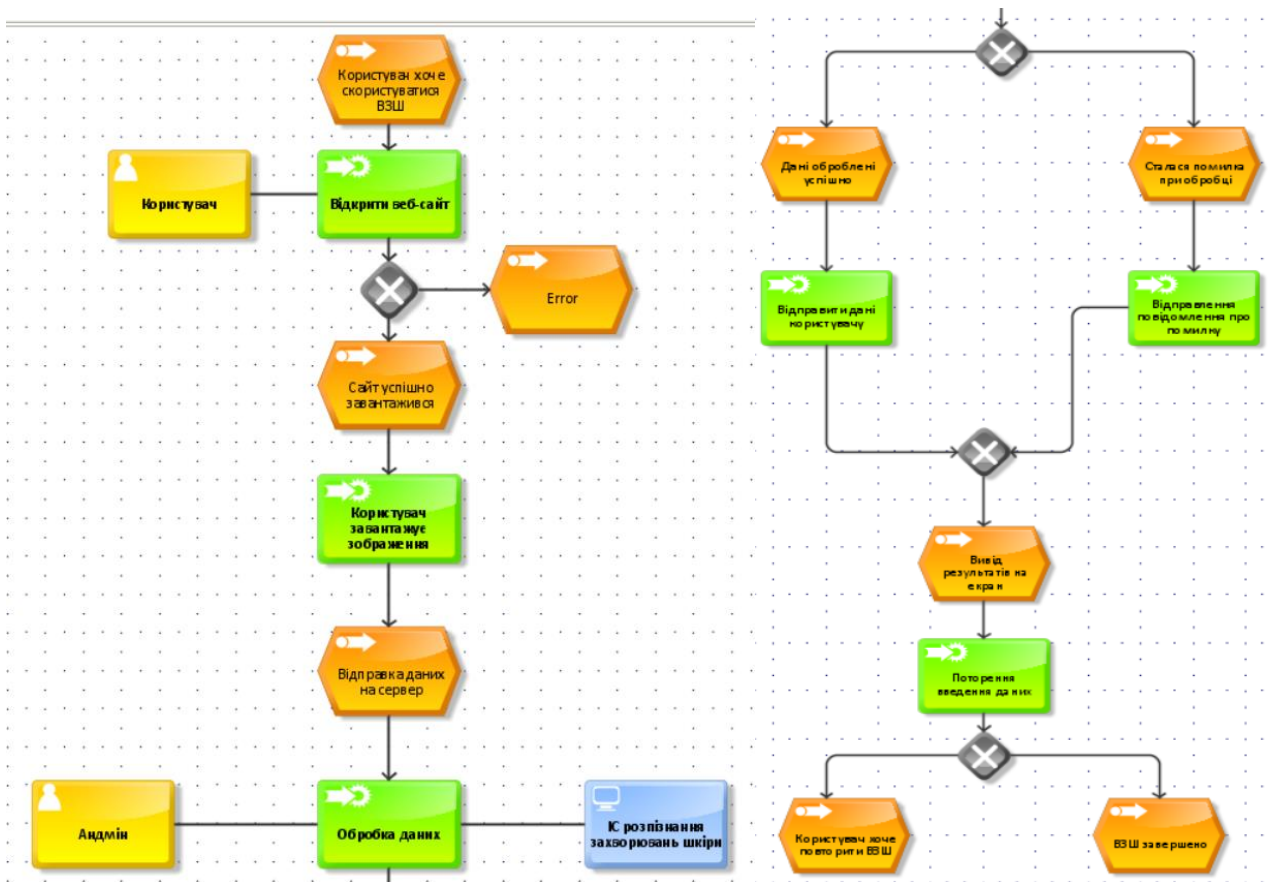 Користувач хоче
скористуватися
ВЗШ
Користувач
Відкрити веб-сайт
Error
Сайт успішно
завантажився
Користувач
завантажує
зображення
Відправка даних
на сервер
Андмін
Обробка даних
ІС розпізнання
захворювань шкіри
Дані оброблені
успішно
Сталася помилка
при обробці
Відправити дані
користувачу
Відправлення
повідомлення про
помилку
Вивід
результатів на
екран
Поторення
введення даних
Користувач хоче
повторити ВЗШ
ВЗШ завершено